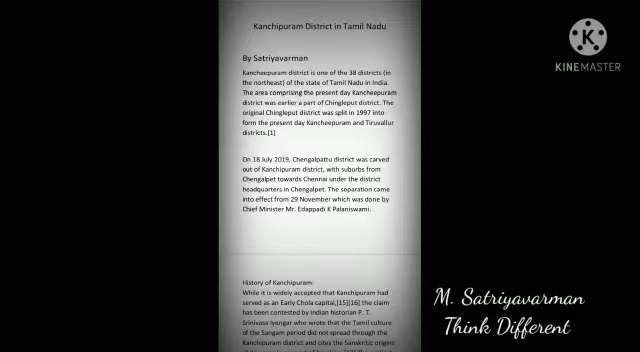 Kanchipuram District in Tamil Nadu
By Satriyavarman
Kancheepuram district is one of the 38 districts (in
the northeast) of the state of Tamil Nadu in India.
The area comprising the present day Kancheepuram
district was earlier a part of Chingleput district. The
original Chingleput district was split in 1997 into
form the present day Kancheepuram and Tiruvallur
districts.[1]
On 18 July 2019, Chengalpattu district was carved
out of Kanchipuram district, with suburbs from
Chengelpet towards Chennai under the district
headquarters in Chengalpet. The separation came
into effect from 29 November which was done by
Chief Minister Mr. Edappadi K Palaniswami.
History of Kanchipuram:
While it is widely accepted that Kanchipuram had
served as an Early Chola capital,[15][16] the claim
has been contested by Indian historian P. T.
Srinivasa Iyengar who wrote that the Tamil culture
of the Sangam period did not spread through the
Kanchipuram district and cites the Sanskritic origins
KINEMASTER
M. Satriyavarman
Think Different